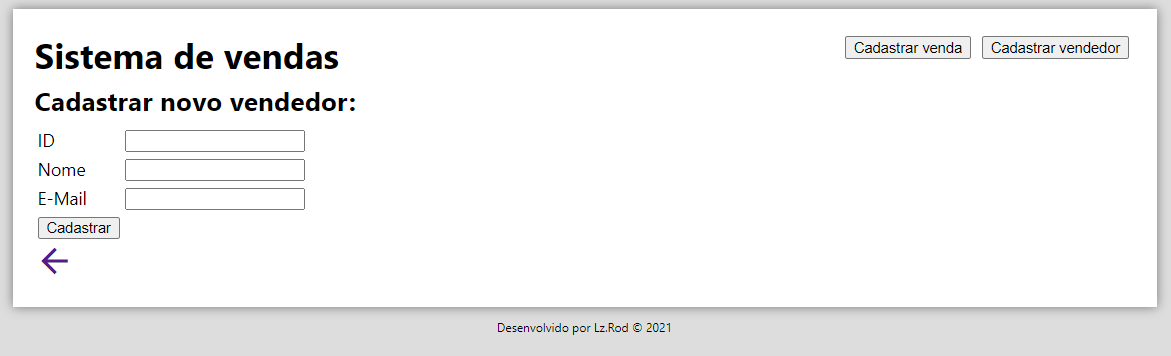 Sistema de vendas
Cadastrar venda
Cadastrar vendedor
Cadastrar novo vendedor:
ID
Nome
E-Mail
Cadastrar
Desenvolvido por Lz.Rod © 2021